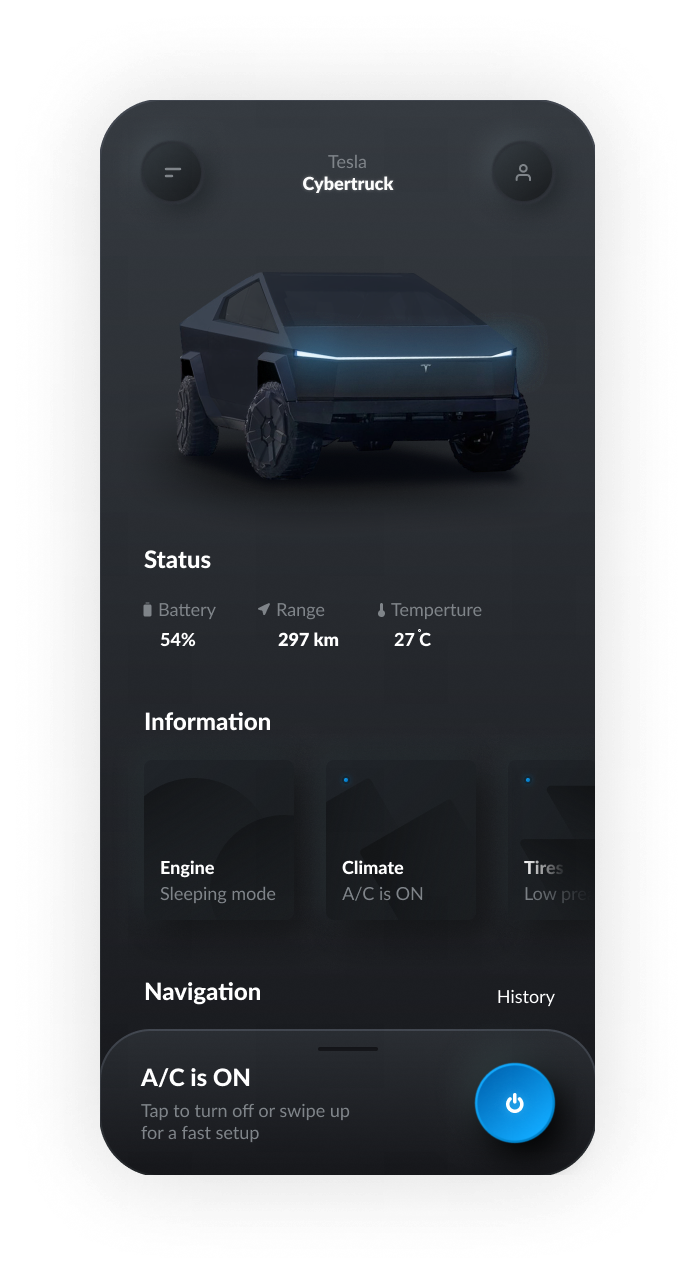 Tesla
Cybertruck
Status
Battery Range Temperture
54% 297 km 27°C
Information
Engine Climate Tires
Sleeping mode A/C is ON Low pre
Navigation History
A/C is ON
Tap to turn off or swipe up
for a fast setup